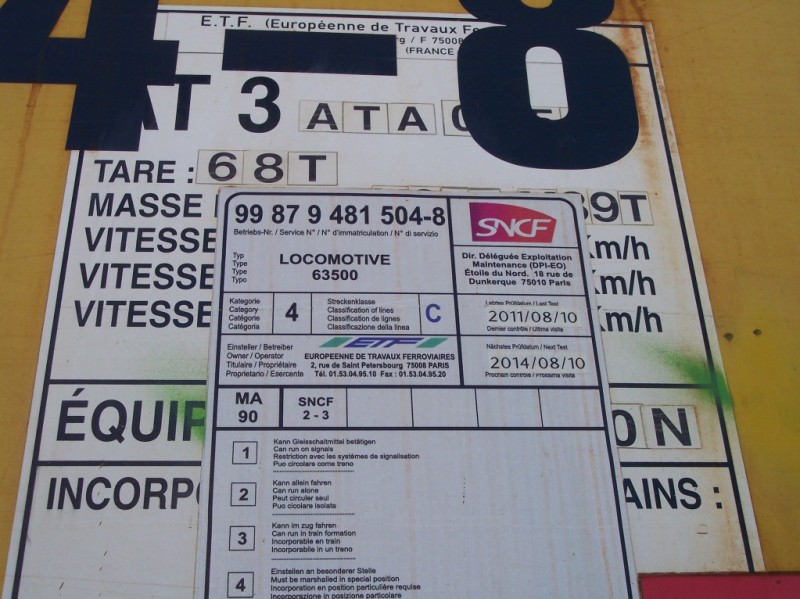 4-8
E.T.F. (Européenne de Travaux
/ F 75008
(FRANCE
AT 3 ATA
TARE : 68T
MASSE 89T
VITESSE Km/h
VITESSE Km/h
VITESSE Km/h
ÉQUIP ON
INCORPO AINS :
99 87 9 481 504-8
Betriebs-Nr. / Service N° / N° d'immatriculation / N° di servizio
SNCF
Typ
Type
Type
Tipo
LOCOMOTIVE
63500
Dir. Déléguée Exploitation
Maintenance (DPI-EO)
Étoile du Nord. 18 rue de
Dunkerque 75010 Paris
Kategorie
Category
Catégorie
Categoria
4
Streckenklasse
Classification of lines
Classification de lignes
Classificazione della linea
C
Letztes Prüfdatum / Last Test
2011/08/10
Dernier contrôle / Ultima visita
Einsteller / Betreiber
Owner / Operator
Titulaire / Propriétaire
Proprietario / Esercente
ETF
EUROPEENNE DE TRAVAUX FERROVIAIRES
2, rue de Saint Petersbourg 75008 PARIS
Tél. 01.53.04.95.10 Fax : 01.53.04.95.20
Nächstes Prüfdatum / Next Test
2014/08/10
Prochain contrôle / Prossima visita
MA
90
SNCF
2 - 3
1
Kann Gleisschaltmittel betätigen
Can run on signals
Restriction avec les systèmes de signalisation
Puo circolare como treno
2
Kann allein fahren
Can run alone
Peut circuler seul
Puo cicolare isolata
3
Kann im zug fahren
Can run in train formation
Incorporable en train
Incorporabile in un treno
4
Einstellen an besonderer Stelle
Must be marshalled in special position
Incorporation en position particulière requise
Incorporazione in posizione particolare